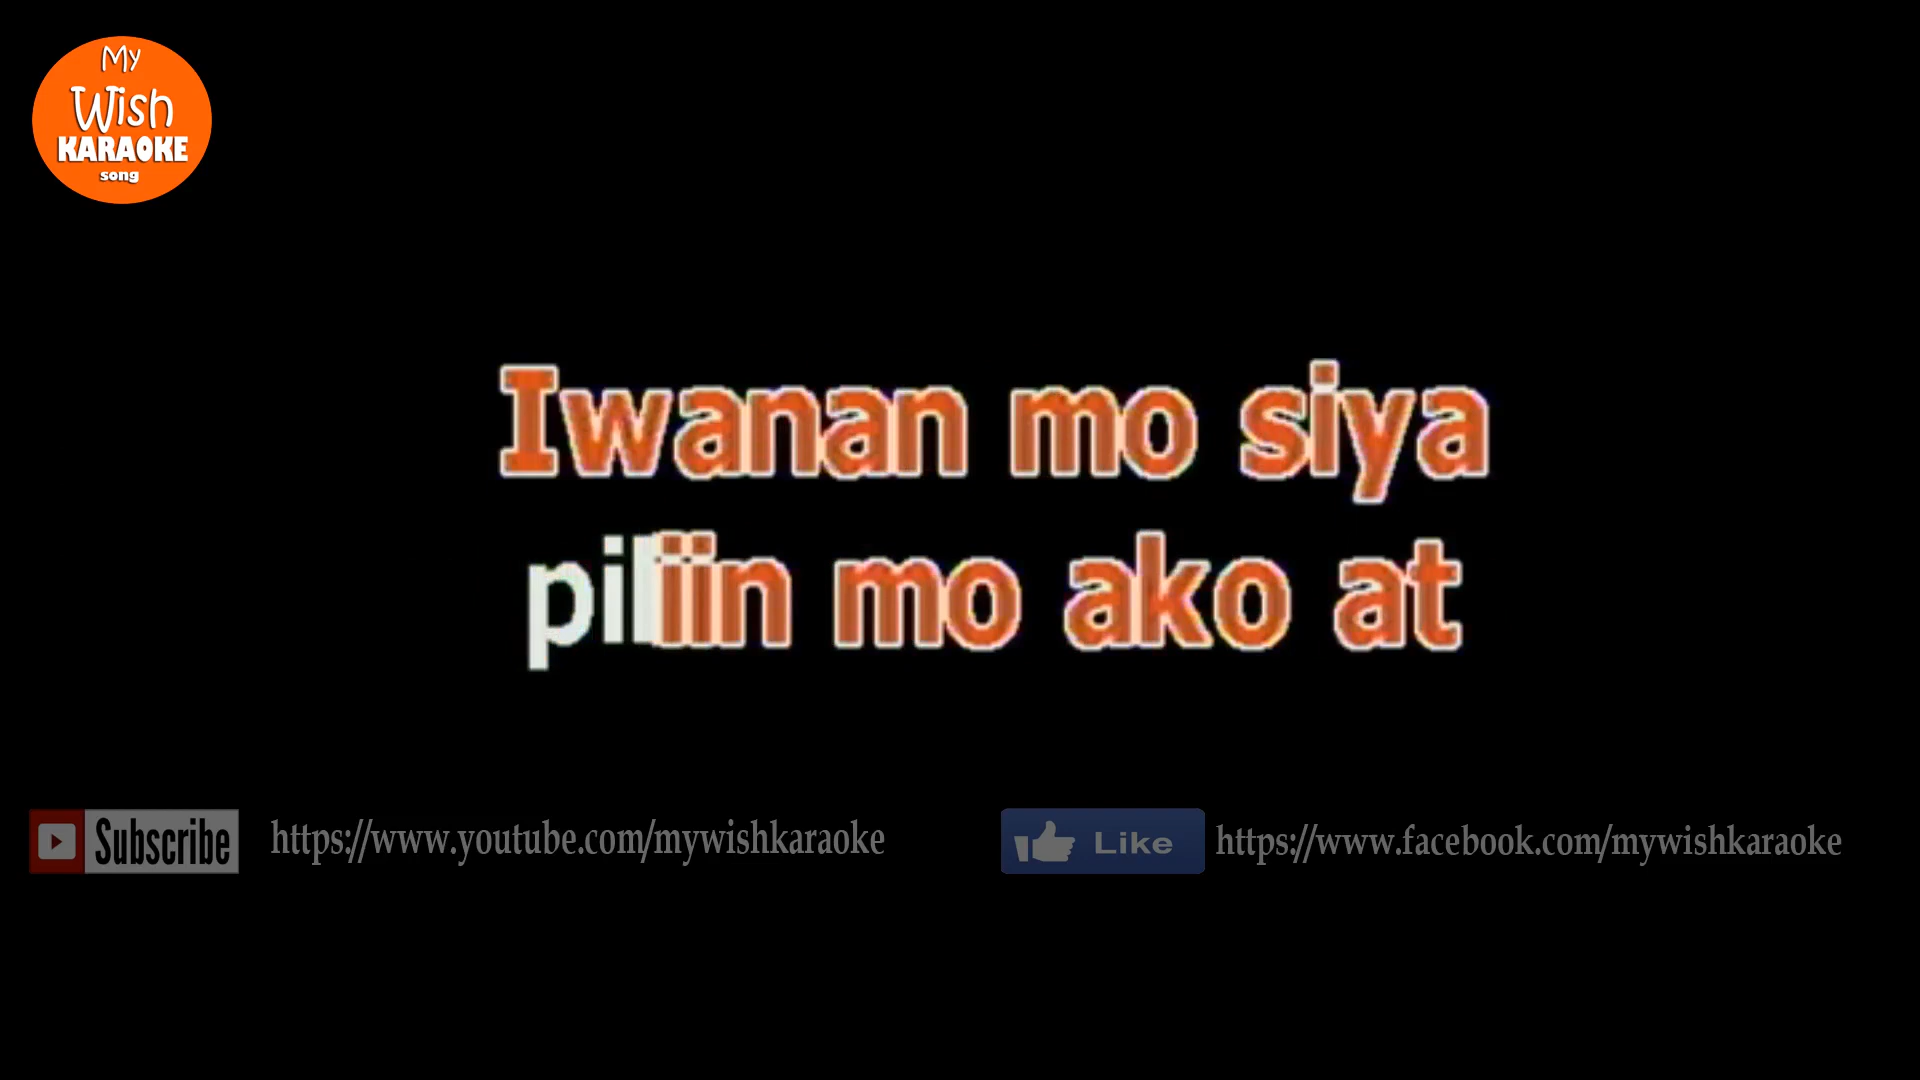 My
Wish
KARAOKE
song
Iwanan mo siya
piliin mo ako at
Subscribe https://www.youtube.com/mywishkaraoke
Like https://www.facebook.com/mywishkaraoke